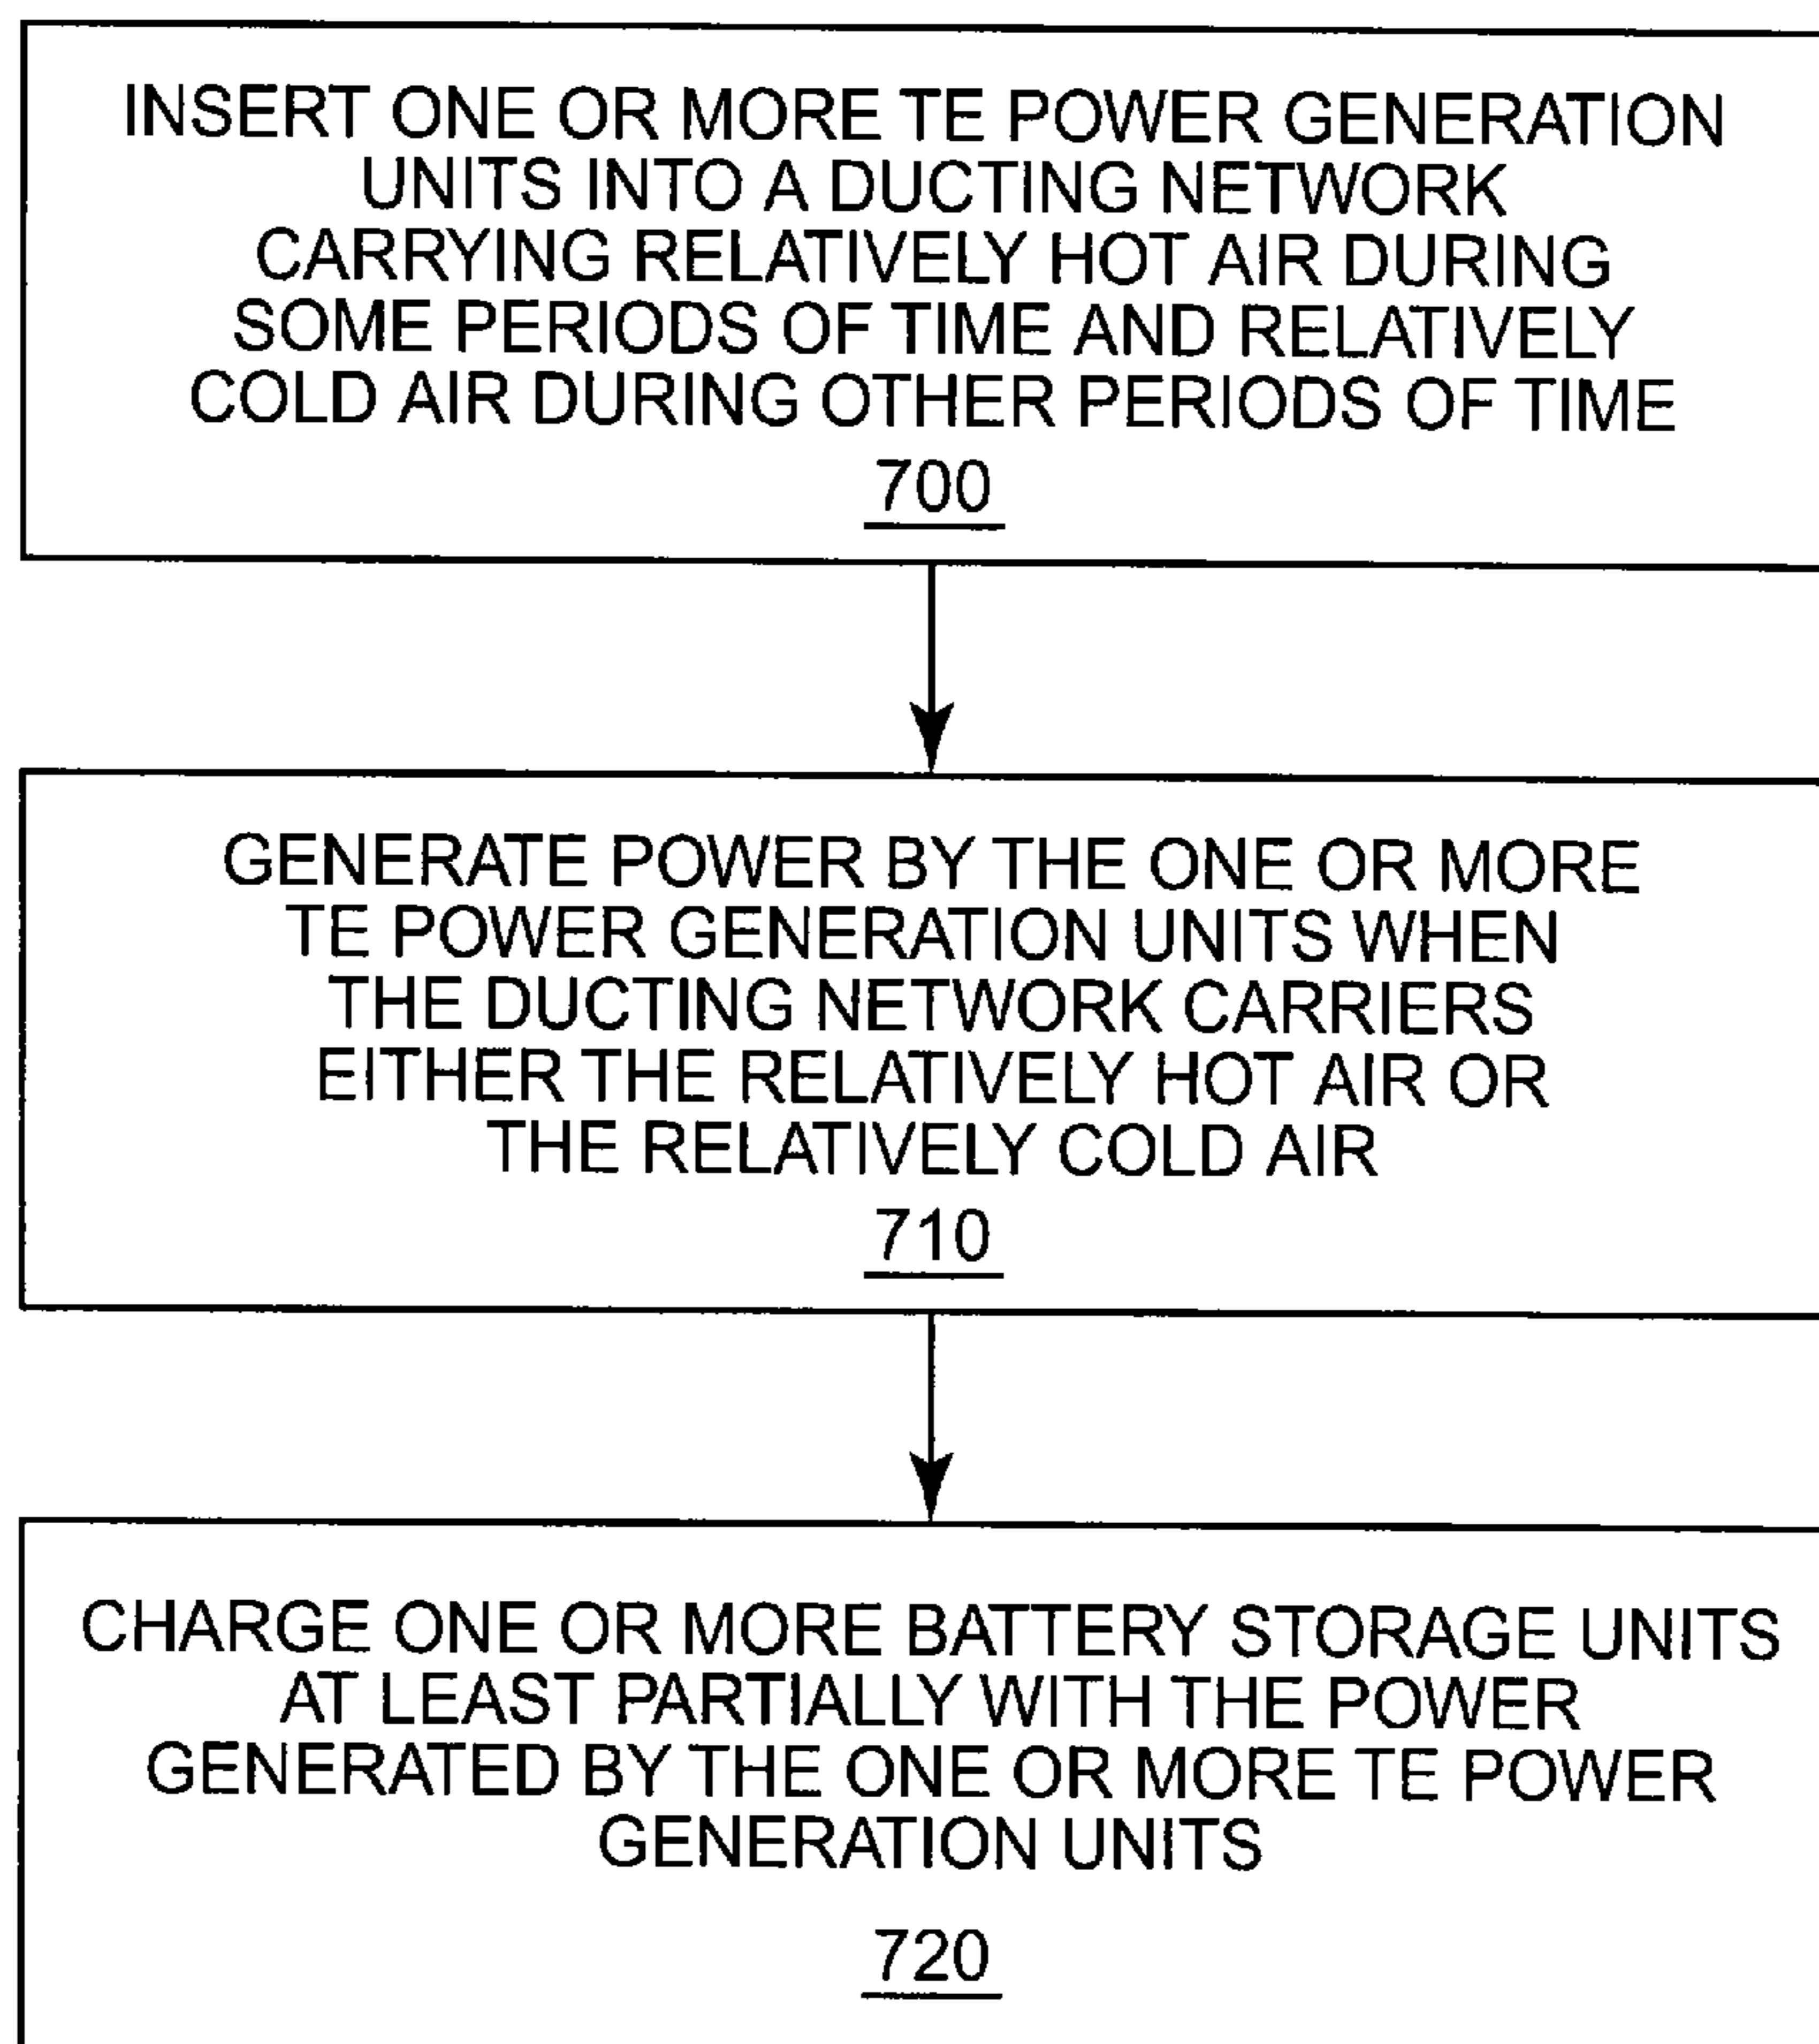 INSERT ONE OR MORE TE POWER GENERATION
UNITS INTO A DUCTING NETWORK
CARRYING RELATIVELY HOT AIR DURING
SOME PERIODS OF TIME AND RELATIVELY
COLD AIR DURING OTHER PERIODS OF TIME
700
GENERATE POWER BY THE ONE OR MORE
TE POWER GENERATION UNITS WHEN
THE DUCTING NETWORK CARRIERS
EITHER THE RELATIVELY HOT AIR OR
THE RELATIVELY COLD AIR
710
CHARGE ONE OR MORE BATTERY STORAGE UNITS
AT LEAST PARTIALLY WITH THE POWER
GENERATED BY THE ONE OR MORE TE POWER
GENERATION UNITS
720